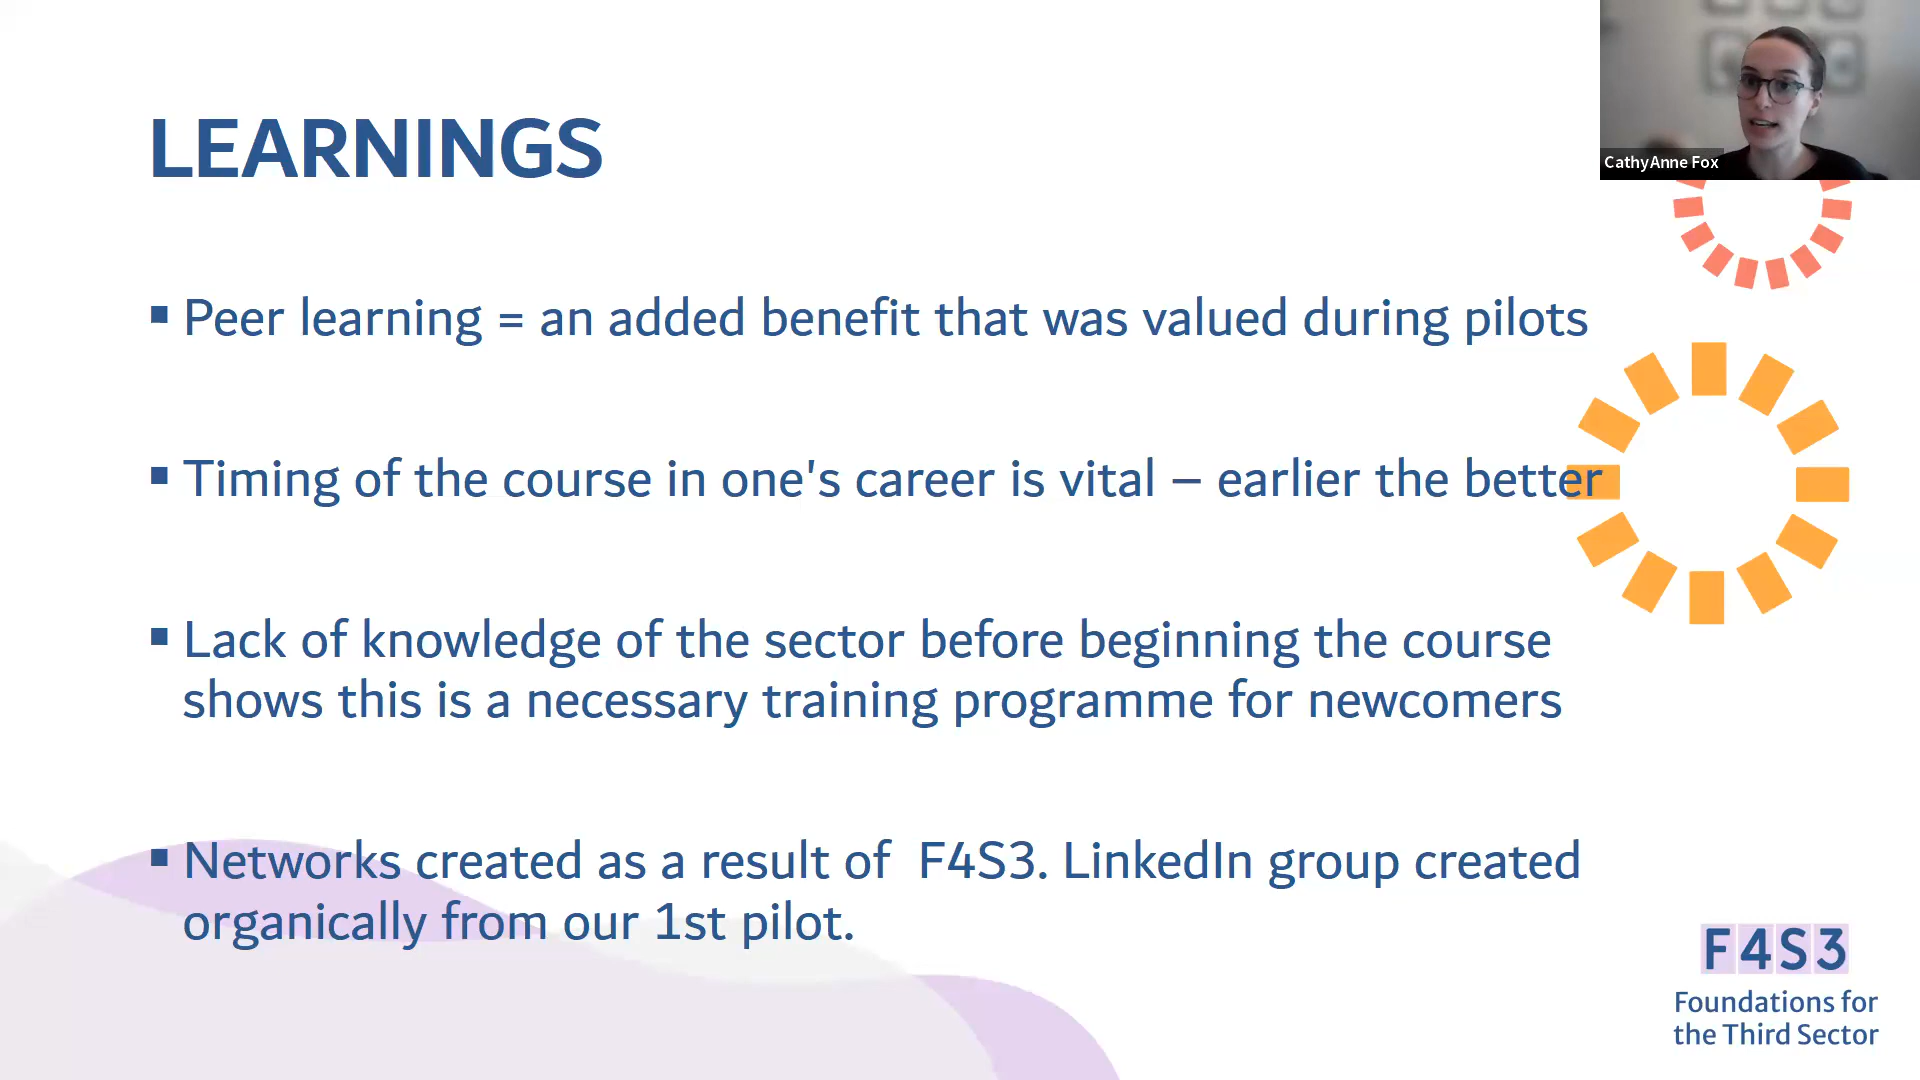 LEARNINGS
CathyAnne Fox
▪ Peer learning = an added benefit that was valued during pilots
▪ Timing of the course in one's career is vital – earlier the better
▪ Lack of knowledge of the sector before beginning the course
shows this is a necessary training programme for newcomers
▪ Networks created as a result of  F4S3. LinkedIn group created
organically from our 1st pilot.
F4S3
Foundations for
the Third Sector